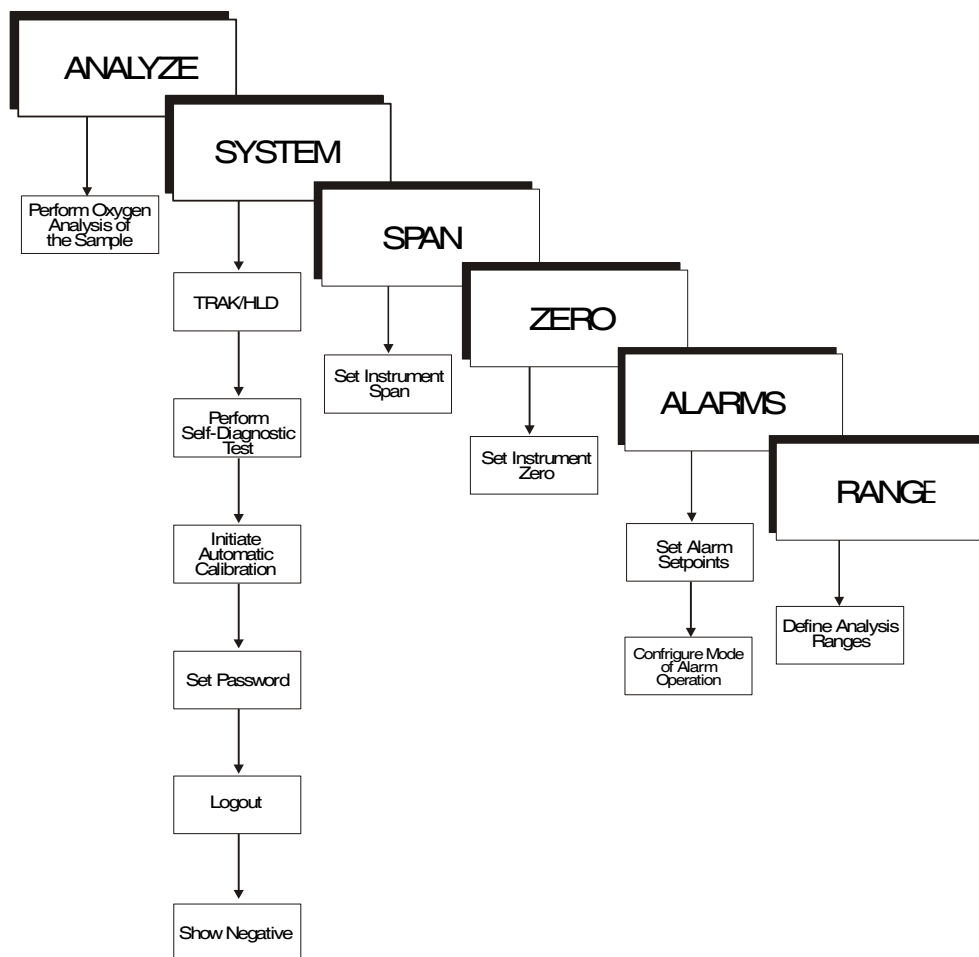 ANALYZE
SYSTEM
SPAN
ZERO
ALARMS
RANGE
Perform Oxygen
Analysis of
the Sample
TRAK/HLD
Perform
Self-Diagnostic
Test
Initiate
Automatic
Calibration
Set Password
Logout
Show Negative
Set Instrument
Span
Set Instrument
Zero
Set Alarm
Setpoints
Confrigure Mode
of Alarm
Operation
Define Analysis
Ranges